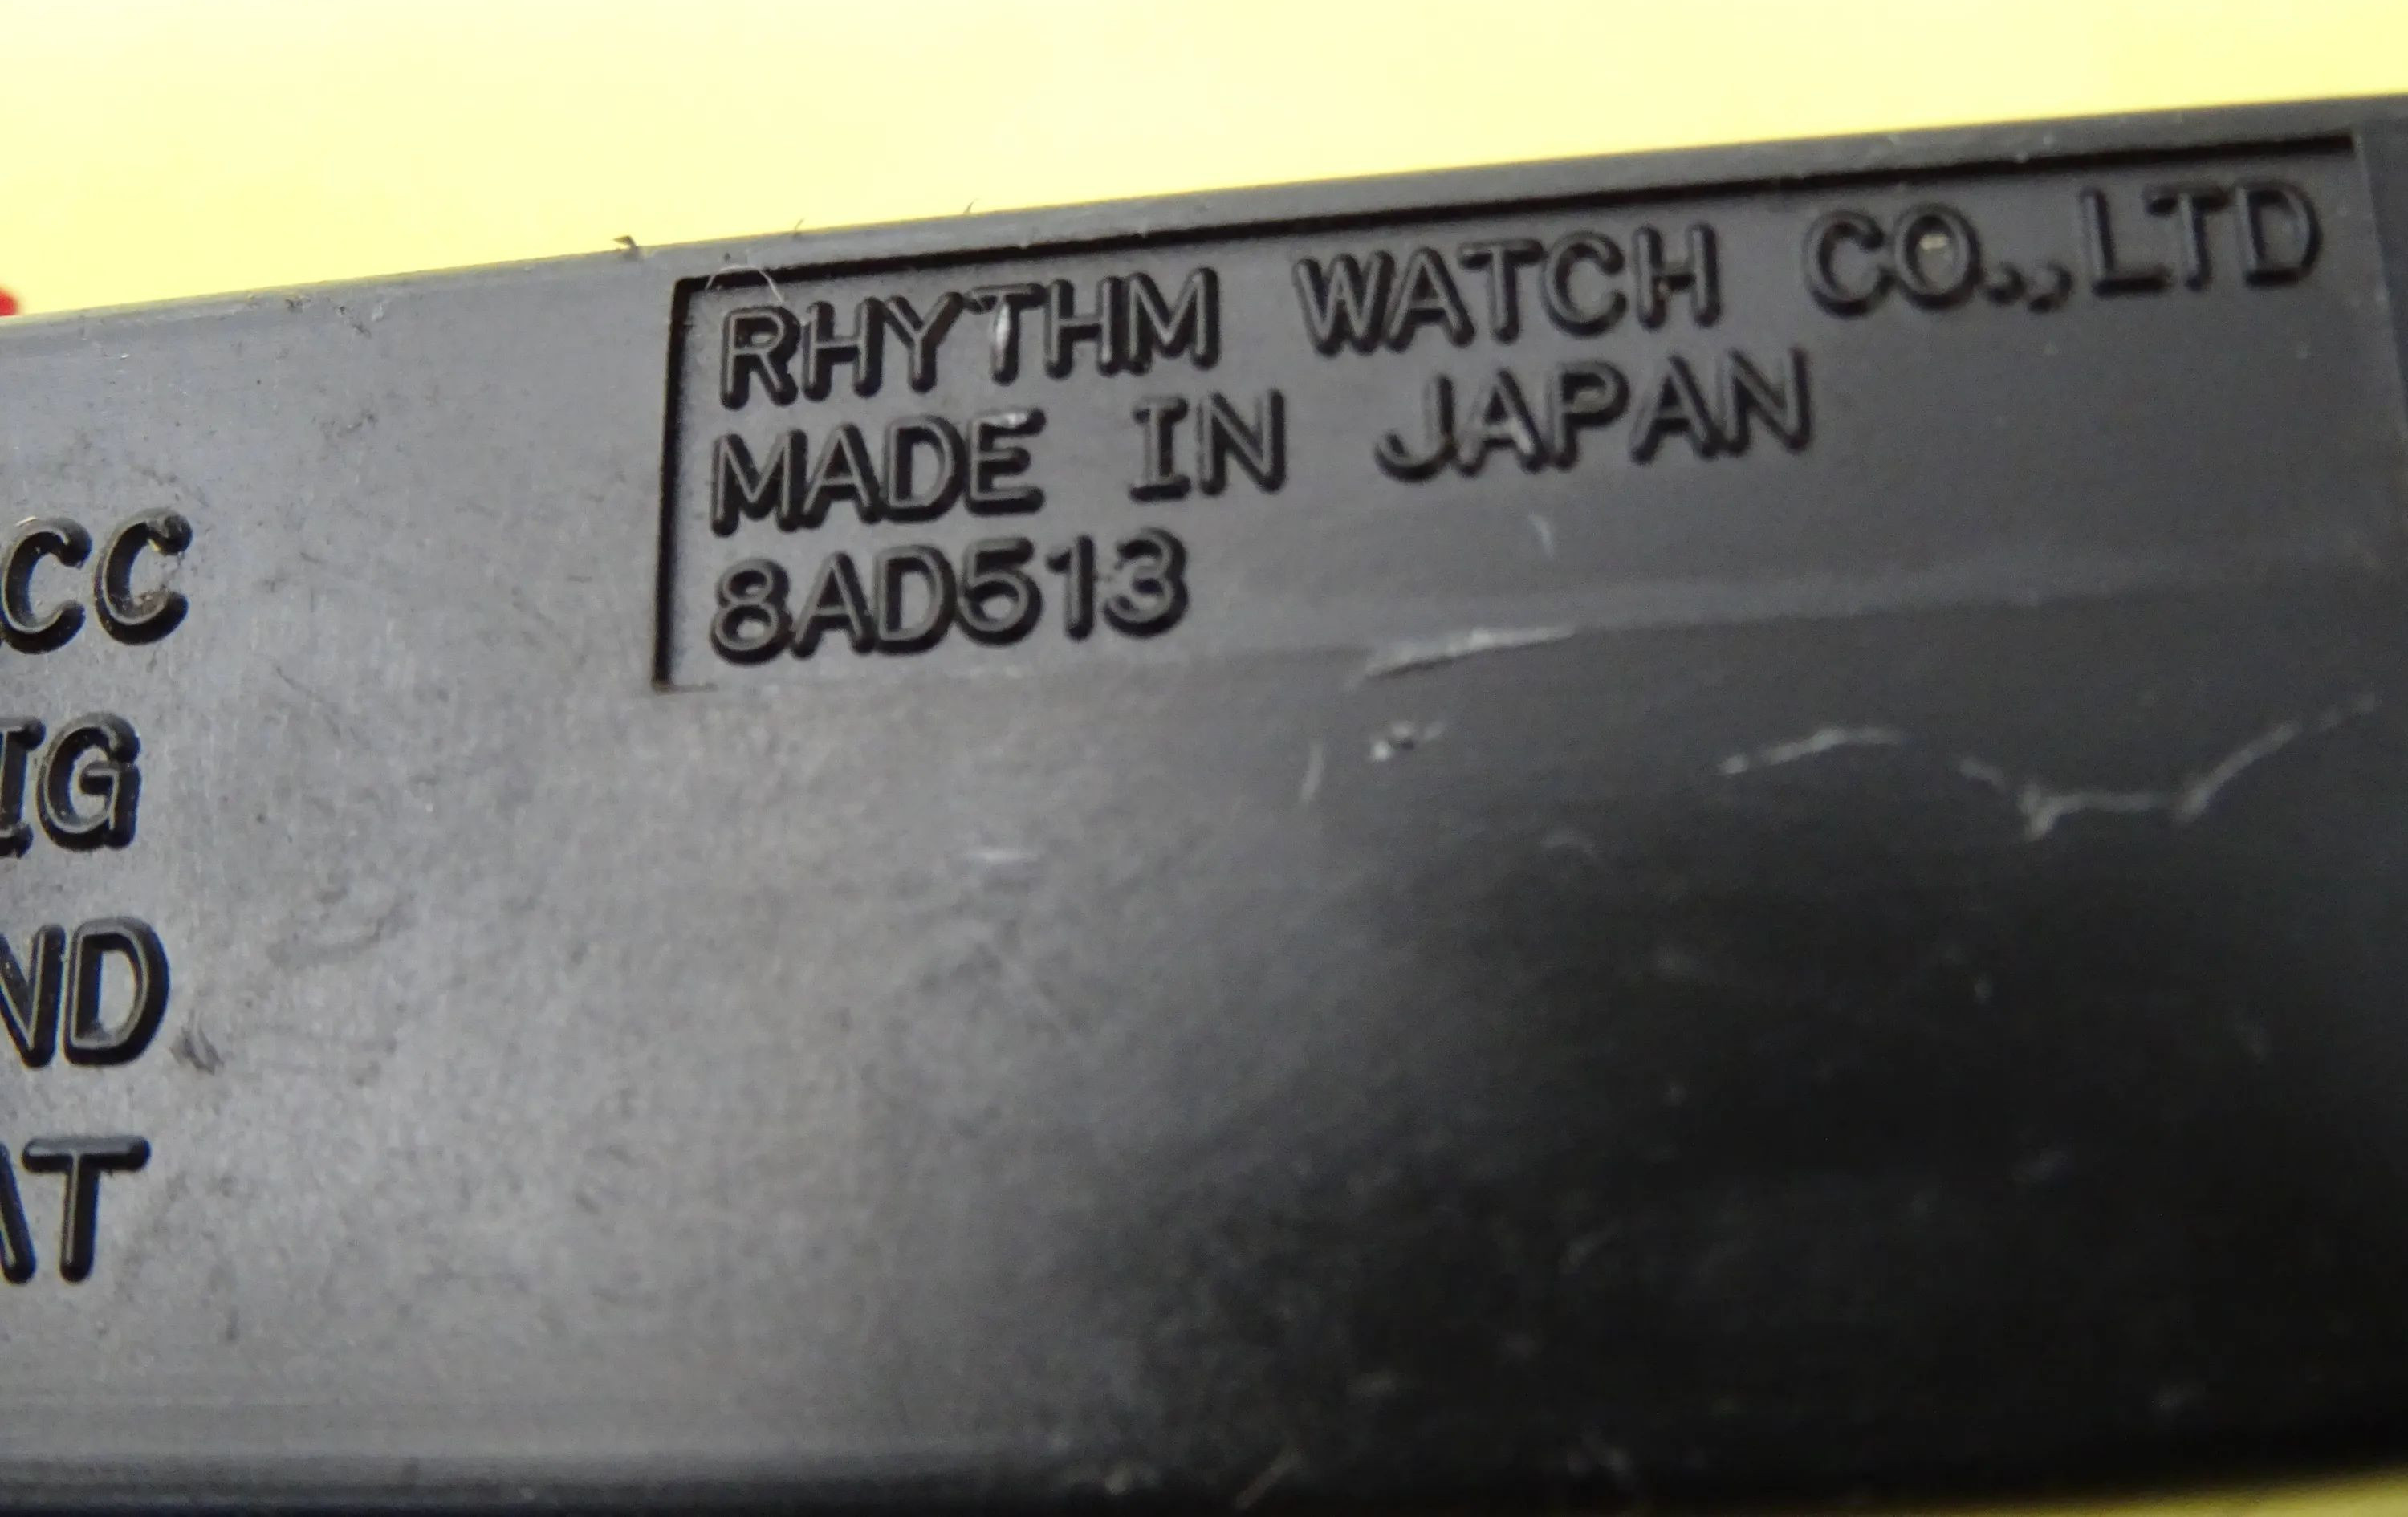 RHYTHM WATCH CO.,LTD
MADE IN JAPAN
8AD513
CC
IG
ND
AT